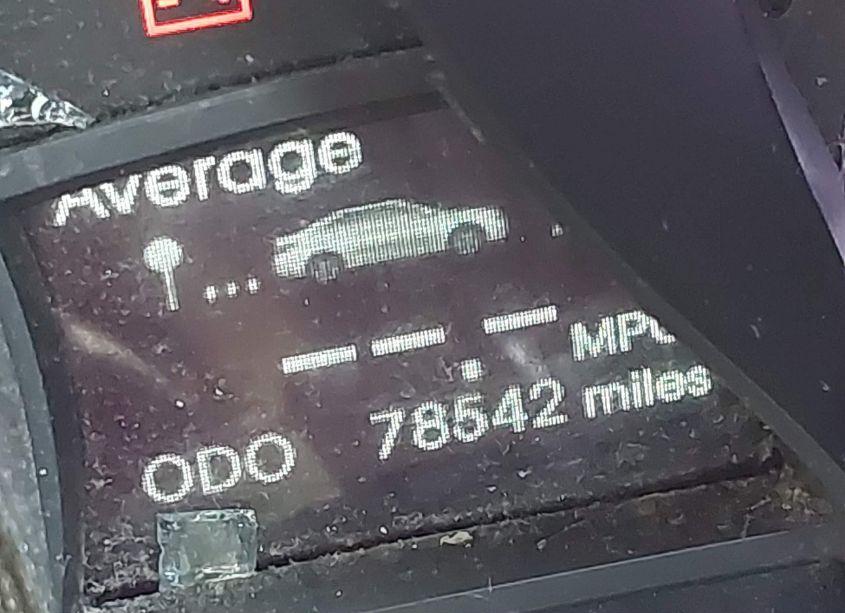 Average
--.- MPG
78542 miles
ODO